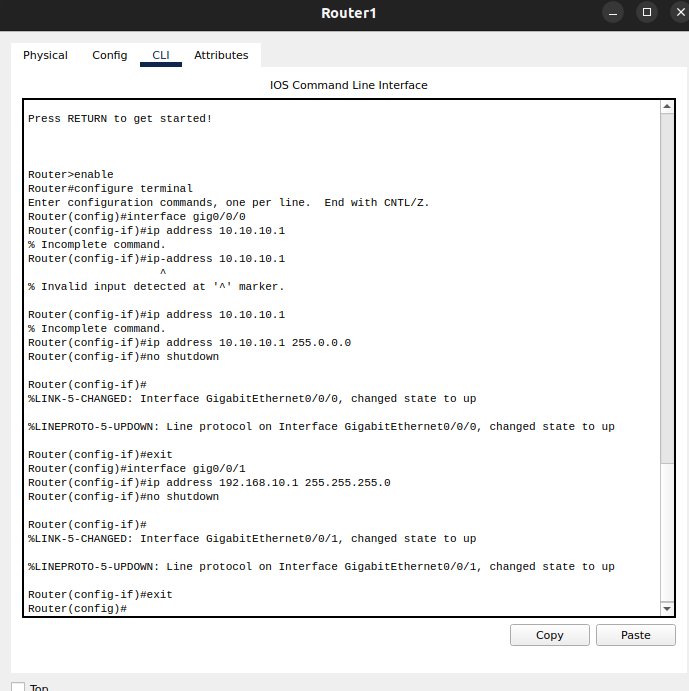 Router1
Physical Config CLI Attributes
IOS Command Line Interface
Press RETURN to get started!
Router>enable
Router#configure terminal
Enter configuration commands, one per line.  End with CNTL/Z.
Router(config)#interface gig0/0/0
Router(config-if)#ip address 10.10.10.1
% Incomplete command.
Router(config-if)#ip-address 10.10.10.1
^
% Invalid input detected at '^' marker.
Router(config-if)#ip address 10.10.10.1
% Incomplete command.
Router(config-if)#ip address 10.10.10.1 255.0.0.0
Router(config-if)#no shutdown
Router(config-if)#
%LINK-5-CHANGED: Interface GigabitEthernet0/0/0, changed state to up
%LINEPROTO-5-UPDOWN: Line protocol on Interface GigabitEthernet0/0/0, changed state to up
Router(config-if)#exit
Router(config)#interface gig0/0/1
Router(config-if)#ip address 192.168.10.1 255.255.255.0
Router(config-if)#no shutdown
Router(config-if)#
%LINK-5-CHANGED: Interface GigabitEthernet0/0/1, changed state to up
%LINEPROTO-5-UPDOWN: Line protocol on Interface GigabitEthernet0/0/1, changed state to up
Router(config-if)#exit
Router(config)#
Copy Paste
Top